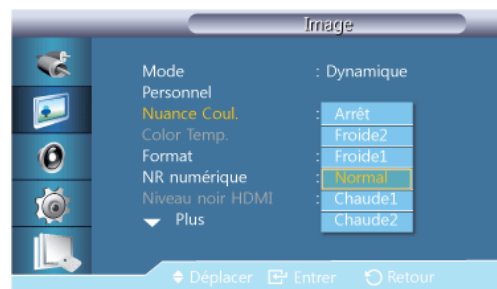 Image
Mode : Dynamique
Personnel
Nuance Coul. : Arrêt
Color Temp. Froide2
Format : Froide1
NR numérique : Normal
Niveau noir HDMI : Chaude1
Plus Chaude2
Déplacer Entrer Retour